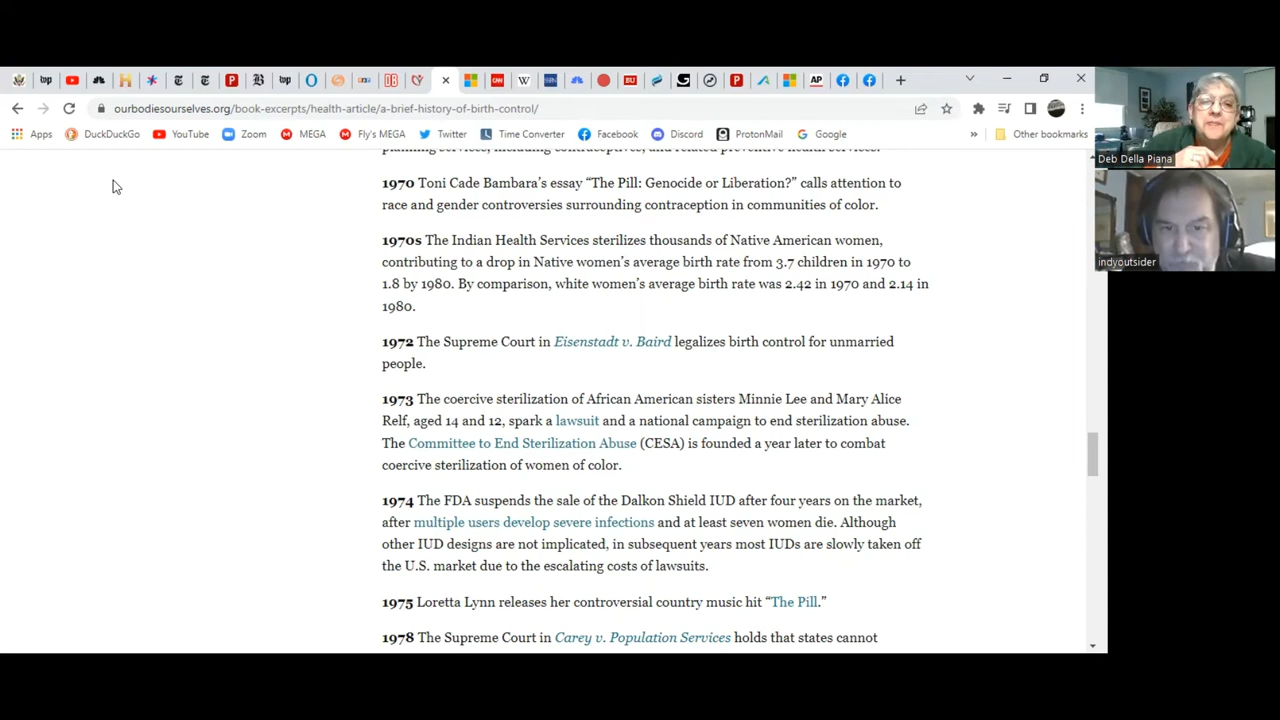 ourbodiesourselves.org/book-excerpts/health-article/a-brief-history-of-birth-control/
Apps DuckDuckGo YouTube Zoom MEGA Fly's MEGA Twitter Time Converter Facebook Discord ProtonMail Google » Other bookmarks
planning services, including contraceptives, and related preventive health services.
1970 Toni Cade Bambara's essay “The Pill: Genocide or Liberation?” calls attention to
race and gender controversies surrounding contraception in communities of color.
1970s The Indian Health Services sterilizes thousands of Native American women,
contributing to a drop in Native women's average birth rate from 3.7 children in 1970 to
1.8 by 1980. By comparison, white women's average birth rate was 2.42 in 1970 and 2.14 in
1980.
1972 The Supreme Court in Eisenstadt v. Baird legalizes birth control for unmarried
people.
1973 The coercive sterilization of African American sisters Minnie Lee and Mary Alice
Relf, aged 14 and 12, spark a lawsuit and a national campaign to end sterilization abuse.
The Committee to End Sterilization Abuse (CESA) is founded a year later to combat
coercive sterilization of women of color.
1974 The FDA suspends the sale of the Dalkon Shield IUD after four years on the market,
after multiple users develop severe infections and at least seven women die. Although
other IUD designs are not implicated, in subsequent years most IUDs are slowly taken off
the U.S. market due to the escalating costs of lawsuits.
1975 Loretta Lynn releases her controversial country music hit “The Pill.”
1978 The Supreme Court in Carey v. Population Services holds that states cannot
Deb Della Piana
indyoutsider